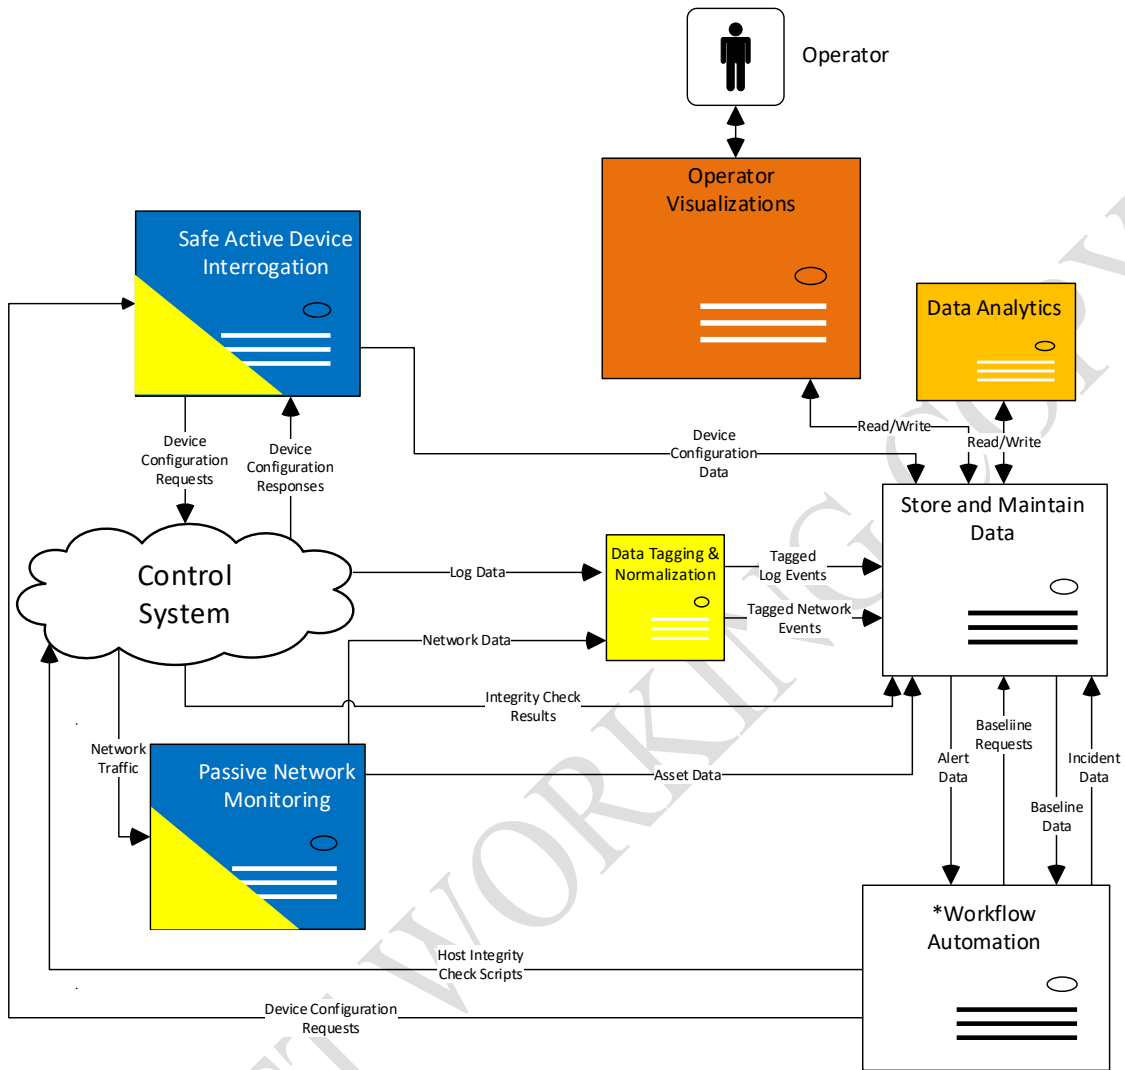 Operator
Operator
Visualizations
Safe Active Device
Interrogation
Data Analytics
Device
Configuration
Requests
Device
Configuration
Responses
Device
Configuration
Data
Read/Write
Read/Write
Store and Maintain
Data
Control
System
Log Data
Data Tagging &
Normalization
Tagged
Log Events
Network Data
Tagged Network
Events
Integrity Check
Results
Network
Traffic
Passive Network
Monitoring
Asset Data
Alert
Data
Baseliine
Requests
Baseline
Data
Incident
Data
*Workflow
Automation
Host Integrity
Check Scripts
Device Configuration
Requests
WORKING COPY